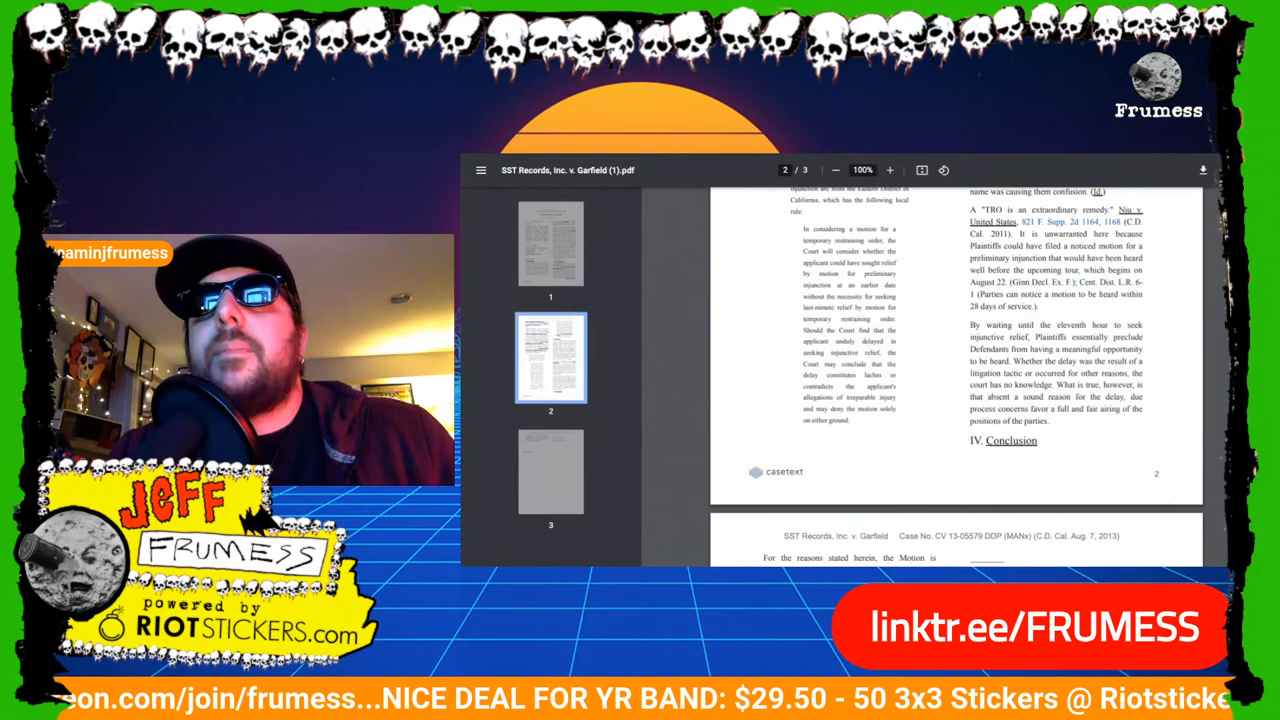 Frumess
SST Records, Inc. v. Garfield (1).pdf
2 / 3
100%
eaminjfrumess
1
2
3
injunction are from the Eastern District of
California, which has the following local
rule:
In considering a motion for a
temporary restraining order, the
Court will consider whether the
applicant could have sought relief
by motion for preliminary
injunction at an earlier date
without the necessity for seeking
last-minute relief by motion for
temporary restraining order.
Should the Court find that the
applicant unduly delayed in
seeking injunctive relief, the
Court may conclude that the
delay constitutes laches or
contradicts the applicant's
allegations of irreparable injury
and may deny the motion solely
on either ground.
name was causing them confusion. (Id.)
A "TRO is an extraordinary remedy." Niu v.
United States, 821 F. Supp. 2d 1164, 1168 (C.D.
Cal. 2011). It is unwarranted here because
Plaintiffs could have filed a noticed motion for a
preliminary injunction that would have been heard
well before the upcoming tour, which begins on
August 22. (Ginn Decl. Ex. F.); Cent. Dist. L.R. 6-
1 (Parties can notice a motion to be heard within
28 days of service.).
By waiting until the eleventh hour to seek
injunctive relief, Plaintiffs essentially preclude
Defendants from having a meaningful opportunity
to be heard. Whether the delay was the result of a
litigation tactic or occurred for other reasons, the
court has no knowledge. What is true, however, is
that absent a sound reason for the delay, due
process concerns favor a full and fair airing of the
positions of the parties.
IV. Conclusion
casetext
2
SST Records, Inc. v. Garfield Case No. CV 13-05579 DDP (MANx) (C.D. Cal. Aug. 7, 2013)
For the reasons stated herein, the Motion is
JEFF
FRUMESS
powered by
RIOTSTICKERS.com
linktr.ee/FRUMESS
eon.com/join/frumess...NICE DEAL FOR YR BAND: $29.50 - 50 3x3 Stickers @ Riotsticke